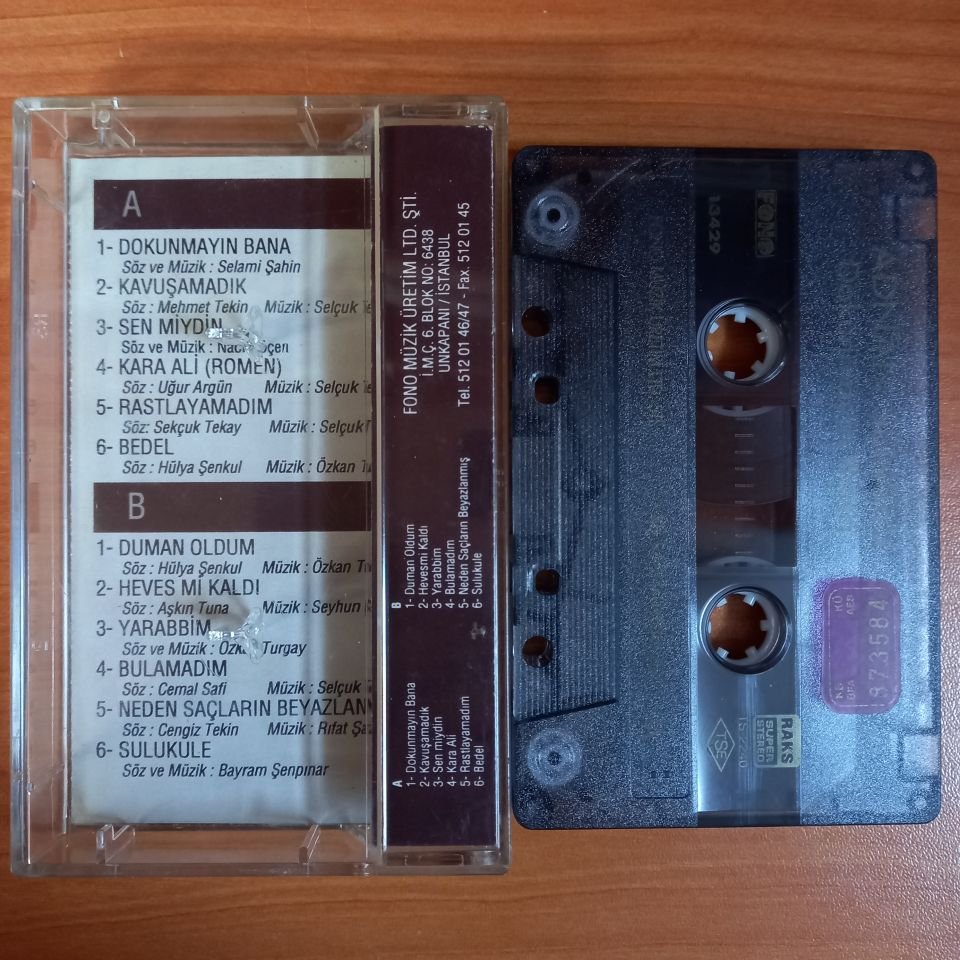 A
1- DOKUNMAYIN BANA
Söz ve Müzik : Selami Şahin
2- KAVUŞAMADIK
Söz : Mehmet Tekin Müzik : Selçuk
3- SEN MİYDİN
Söz ve Müzik :
4- KARA ALİ (ROMEN)
Söz : Uğur Argün Müzik : Selçuk
5- RASTLAYAMADIM
Söz: Sekçuk Tekay Müzik : Selçuk
6- BEDEL
Söz : Hülya Şenkul Müzik : Özkan
B
1- DUMAN OLDUM
Söz : Hülya Şenkul Müzik : Özkan
2- HEVES Mİ KALDI
Söz : Aşkın Tuna Müzik : Seyhun
3- YARABBİM
Söz ve Müzik : Özkan Turgay
4- BULAMADIM
Söz : Cemal Safi Müzik : Selçuk
5- NEDEN SAÇLARIN BEYAZLAN
Söz : Cengiz Tekin Müzik : Rıfat
6- SULUKULE
Söz ve Müzik : Bayram Şenpınar
FONO MÜZİK ÜRETİM LTD. ŞTİ.
İ.M.Ç. 6. BLOK NO: 6438
UNKAPANI / İSTANBUL
Tel. 512 01 46/47 - Fax. 512 01 45
A
1- Dokunmayın Bana
2- Kavuşamadık
3- Sen miydin
4- Kara Ali
5- Rastlayamadım
6- Bedel
B
1- Duman Oldum
2- Hevesmi Kaldı
3- Yarabbim
4- Bulamadım
5- Neden Saçların Beyazlanmış
6- Sulukule
FONO
13429
RAKS
SUPER
STEREO
TSE
873584